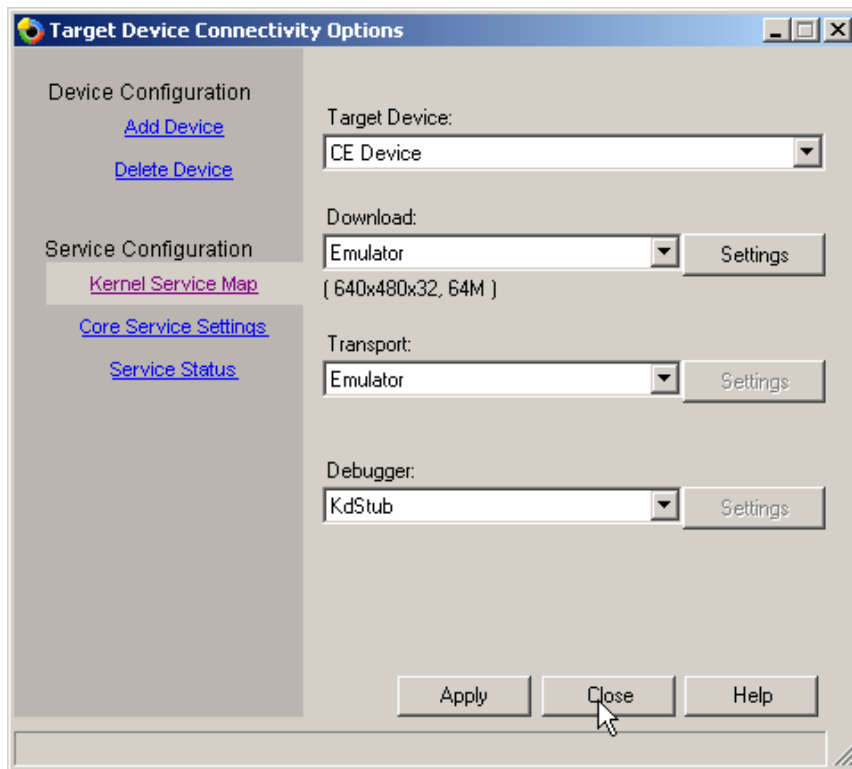 Target Device Connectivity Options
Device Configuration
Add Device
Delete Device
Service Configuration
Kernel Service Map
Core Service Settings
Service Status
Target Device:
CE Device
Download:
Emulator
Settings
( 640x480x32, 64M )
Transport:
Emulator
Settings
Debugger:
KdStub
Settings
Apply
Close
Help